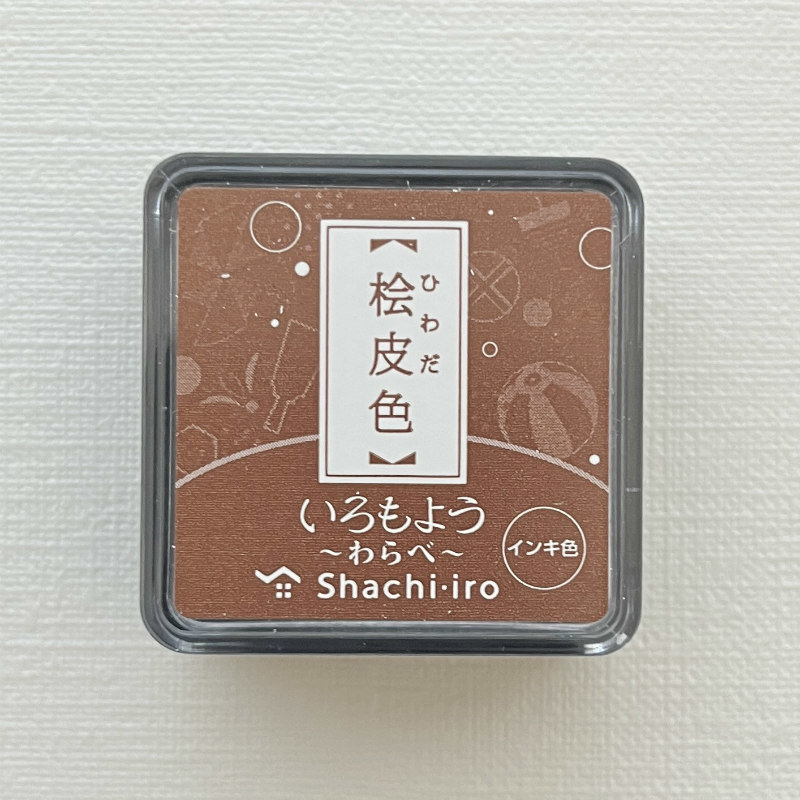 【桧皮色】
ひわだ
いろもよう
～わらべ～
インキ色
Shachi・iro